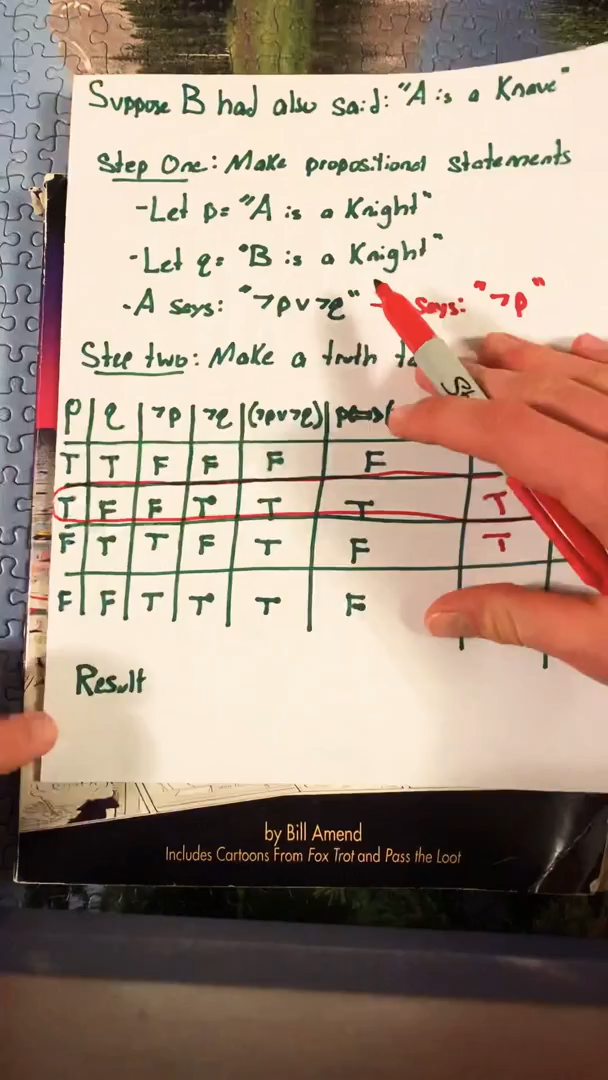 Suppose B had also said: "A is a Knave"
Step One: Make propositional statements
-Let p= "A is a Knight"
-Let q= "B is a Knight"
-A says: "¬p∨¬q" says: "¬p"
Step two: Make a truth
p q ¬p ¬q (¬p∨¬q) p⟺(
T T F F F F
T F F T T T T
F T T F T F T
F F T T T F
Result
by Bill Amend
Includes Cartoons From Fox Trot and Pass the Loot